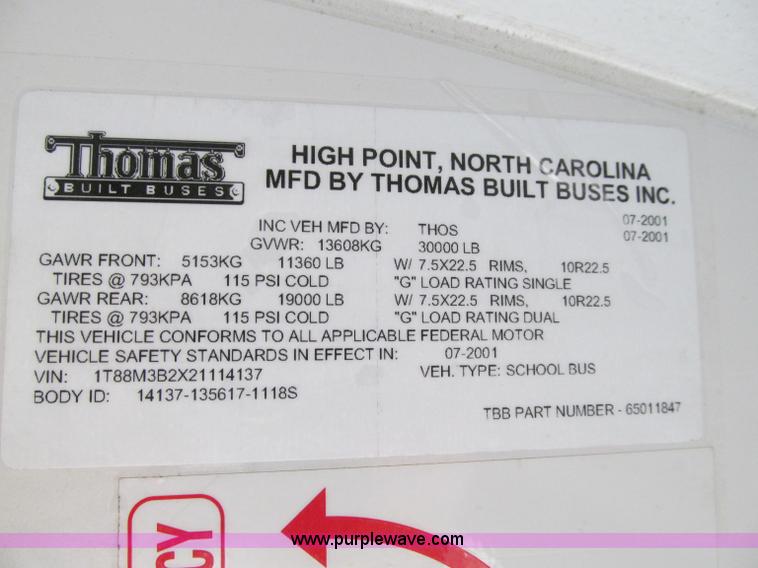 Thomas
BUILT BUSES
HIGH POINT, NORTH CAROLINA
MFD BY THOMAS BUILT BUSES INC.
INC VEH MFD BY: THOS 07-2001
GVWR: 13608KG 30000 LB 07-2001
GAWR FRONT: 5153KG 11360 LB W/ 7.5X22.5 RIMS, 10R22.5
TIRES @ 793KPA 115 PSI COLD "G" LOAD RATING SINGLE
GAWR REAR: 8618KG 19000 LB W/ 7.5X22.5 RIMS, 10R22.5
TIRES @ 793KPA 115 PSI COLD "G" LOAD RATING DUAL
THIS VEHICLE CONFORMS TO ALL APPLICABLE FEDERAL MOTOR
VEHICLE SAFETY STANDARDS IN EFFECT IN: 07-2001
VIN: 1T88M3B2X21114137 VEH. TYPE: SCHOOL BUS
BODY ID: 14137-135617-1118S
TBB PART NUMBER - 65011847
CY
www.purplewave.com